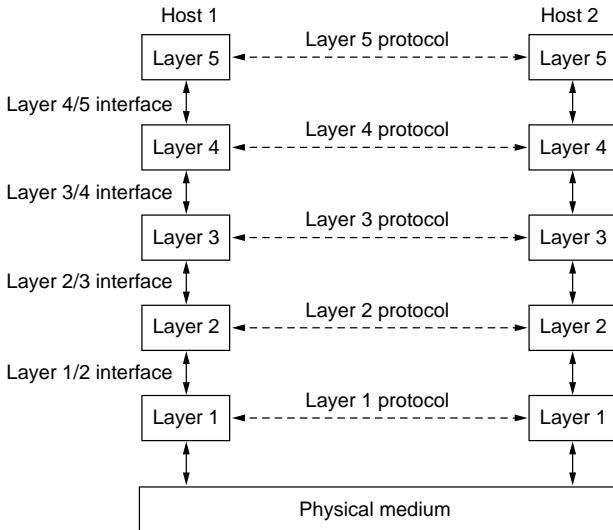 Host 1
Host 2
Layer 5 protocol
Layer 5
Layer 5
Layer 4/5 interface
Layer 4 protocol
Layer 4
Layer 4
Layer 3/4 interface
Layer 3 protocol
Layer 3
Layer 3
Layer 2/3 interface
Layer 2 protocol
Layer 2
Layer 2
Layer 1/2 interface
Layer 1 protocol
Layer 1
Layer 1
Physical medium